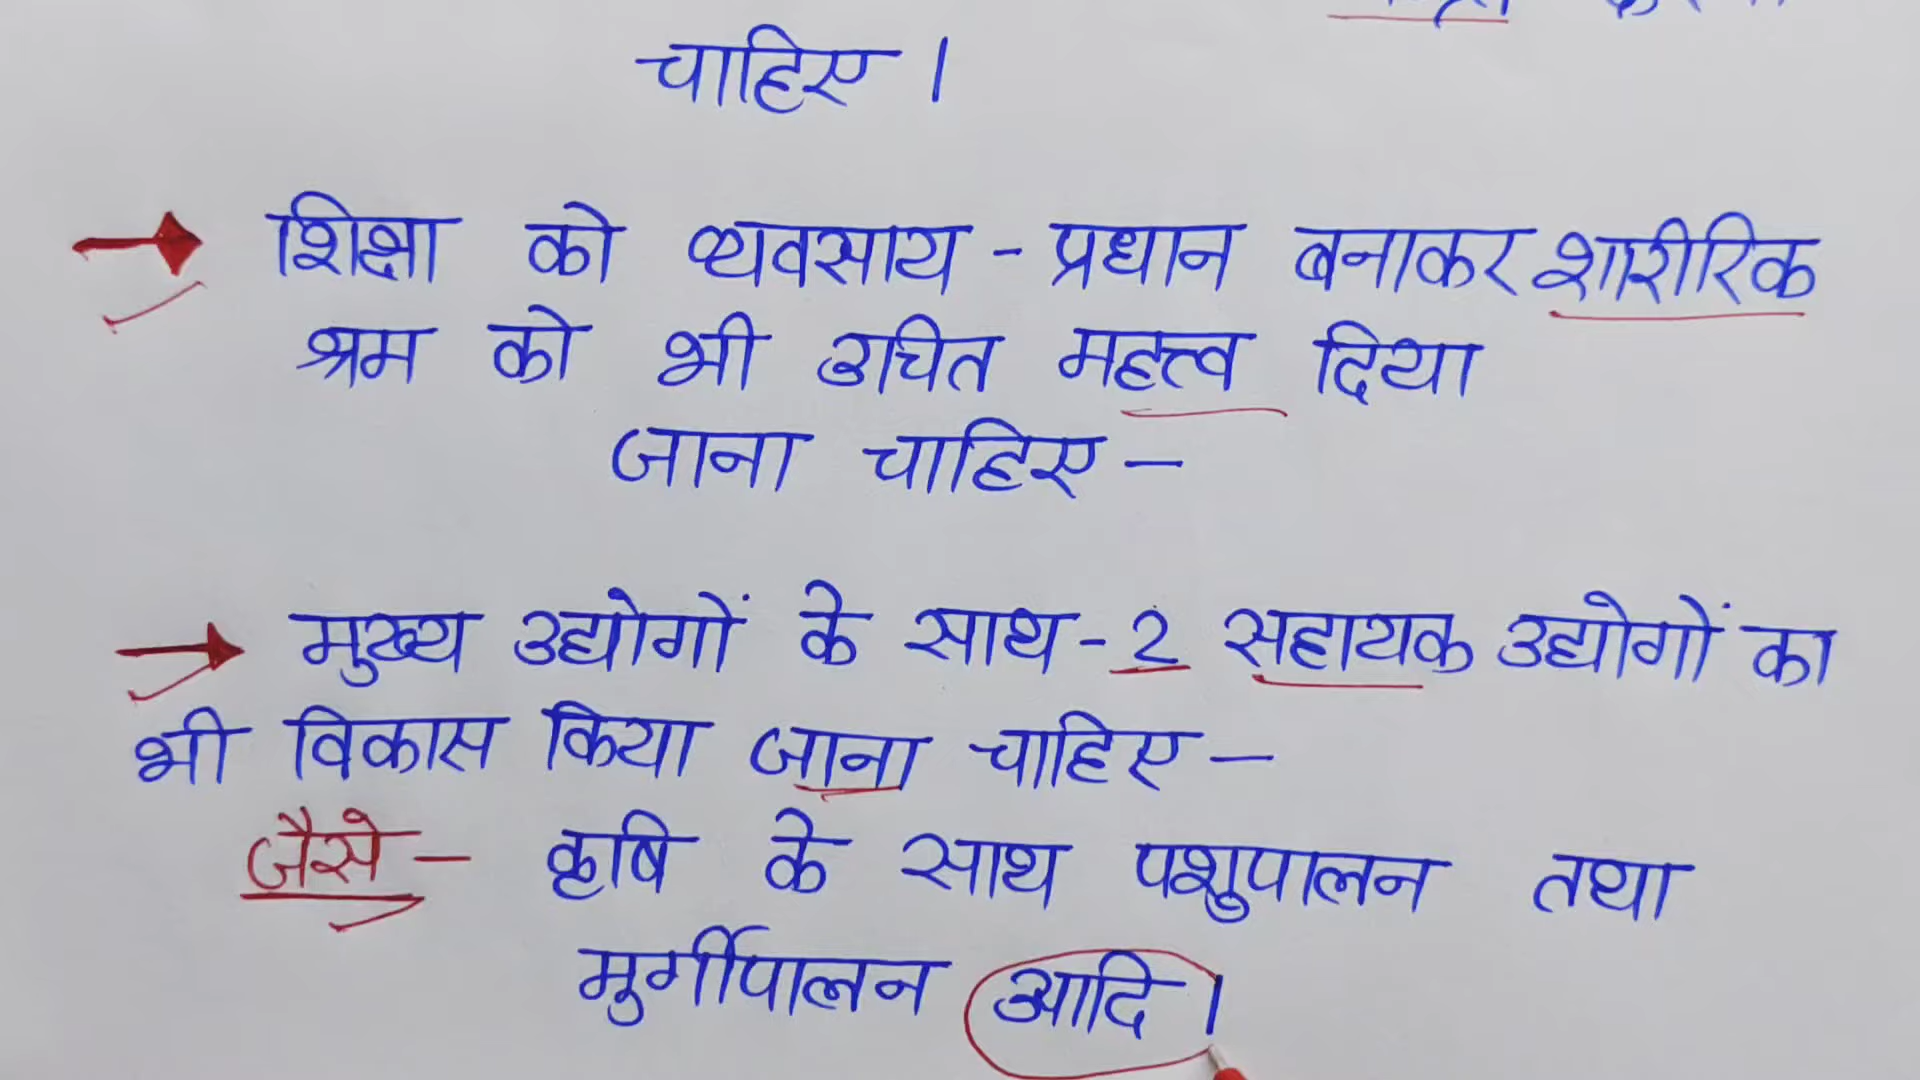 चाहिए ।
→ शिक्षा को व्यवसाय - प्रधान बनाकर शारीरिक
श्रम को भी उचित महत्त्व दिया
जाना चाहिए -
→ मुख्य उद्योगों के साथ - 2 सहायक उद्योगों का
भी विकास किया जाना चाहिए -
जैसे - कृषि के साथ पशुपालन तथा
मुर्गीपालन आदि ।